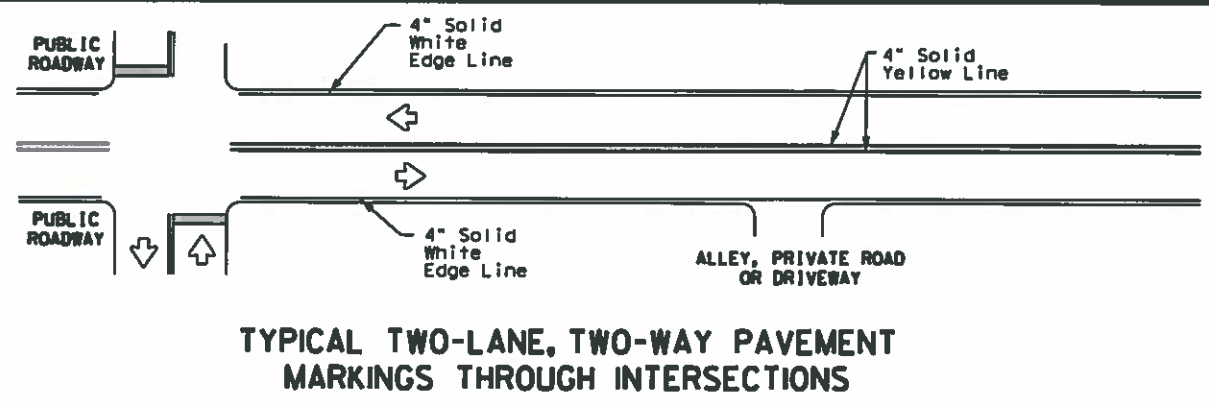 PUBLIC
ROADWAY
4" Solid
White
Edge Line
4" Solid
Yellow Line
PUBLIC
ROADWAY
4" Solid
White
Edge Line
ALLEY, PRIVATE ROAD
OR DRIVEWAY
TYPICAL TWO-LANE, TWO-WAY PAVEMENT
MARKINGS THROUGH INTERSECTIONS